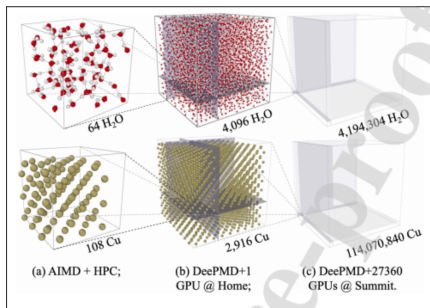 64 H₂O
4,096 H₂O
4,194,304 H₂O
108 Cu
2,916 Cu
114,070,840 Cu
(a) AIMD + HPC;
(b) DeePMD+1
GPU @ Home;
(c) DeePMD+27360
GPUs @ Summit.